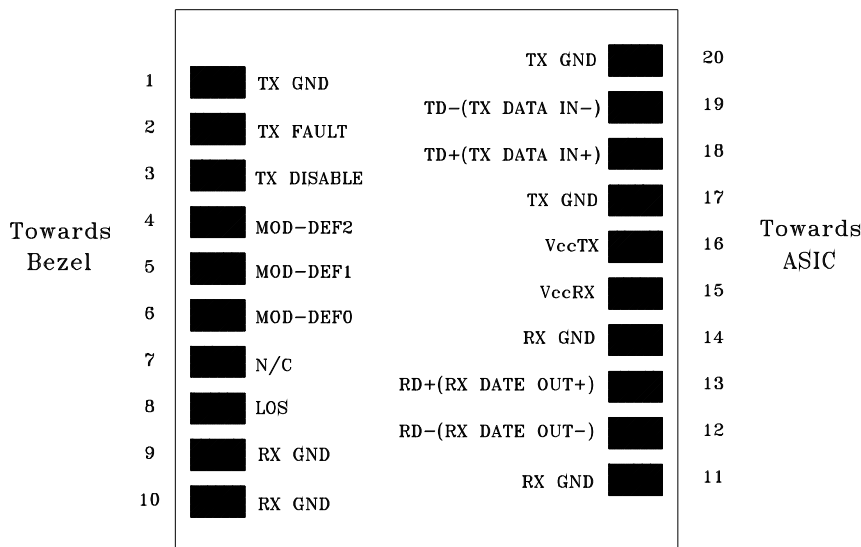 Towards
Bezel
1 TX GND
2 TX FAULT
3 TX DISABLE
4 MOD-DEF2
5 MOD-DEF1
6 MOD-DEF0
7 N/C
8 LOS
9 RX GND
10 RX GND
TX GND 20
TD-(TX DATA IN-) 19
TD+(TX DATA IN+) 18
TX GND 17
VccTX 16
VccRX 15
RX GND 14
RD+(RX DATE OUT+) 13
RD-(RX DATE OUT-) 12
RX GND 11
Towards
ASIC